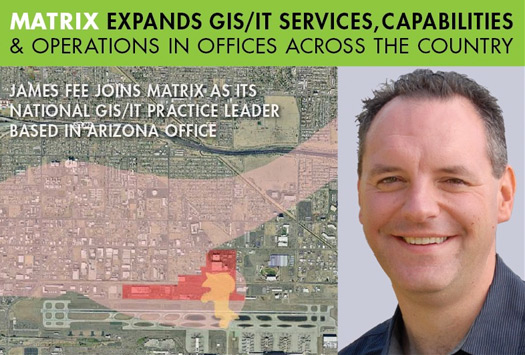 MATRIX EXPANDS GIS/IT SERVICES, CAPABILITIES
& OPERATIONS IN OFFICES ACROSS THE COUNTRY
JAMES FEE JOINS MATRIX AS ITS
NATIONAL GIS/IT PRACTICE LEADER
BASED IN ARIZONA OFFICE